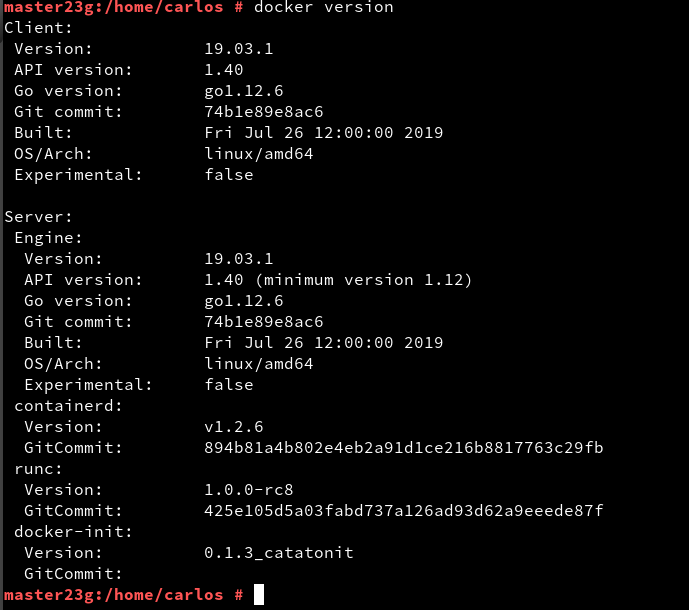 master23g:/home/carlos # docker version
Client:
 Version:           19.03.1
 API version:       1.40
 Go version:        go1.12.6
 Git commit:        74b1e89e8ac6
 Built:             Fri Jul 26 12:00:00 2019
 OS/Arch:           linux/amd64
 Experimental:      false

Server:
 Engine:
  Version:          19.03.1
  API version:      1.40 (minimum version 1.12)
  Go version:       go1.12.6
  Git commit:       74b1e89e8ac6
  Built:            Fri Jul 26 12:00:00 2019
  OS/Arch:          linux/amd64
  Experimental:     false
 containerd:
  Version:          v1.2.6
  GitCommit:        894b81a4b802e4eb2a91d1ce216b8817763c29fb
 runc:
  Version:          1.0.0-rc8
  GitCommit:        425e105d5a03fabd737a126ad93d62a9eeede87f
 docker-init:
  Version:          0.1.3_catatonit
  GitCommit:
master23g:/home/carlos #